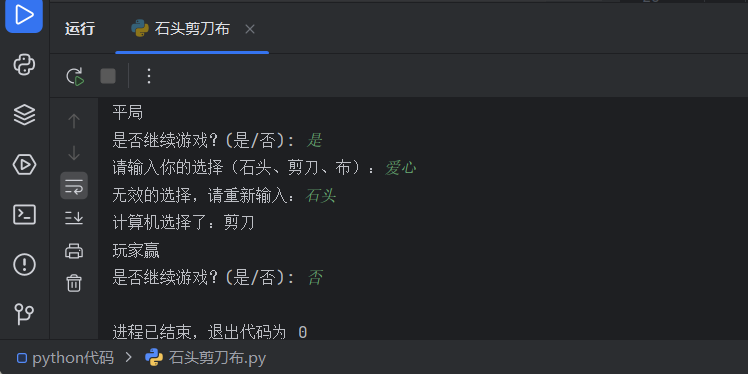 运行
石头剪刀布
平局
是否继续游戏？(是/否): 是
请输入你的选择（石头、剪刀、布）：爱心
无效的选择，请重新输入：石头
计算机选择了：剪刀
玩家赢
是否继续游戏？(是/否): 否
进程已结束，退出代码为 0
python代码 > 石头剪刀布.py